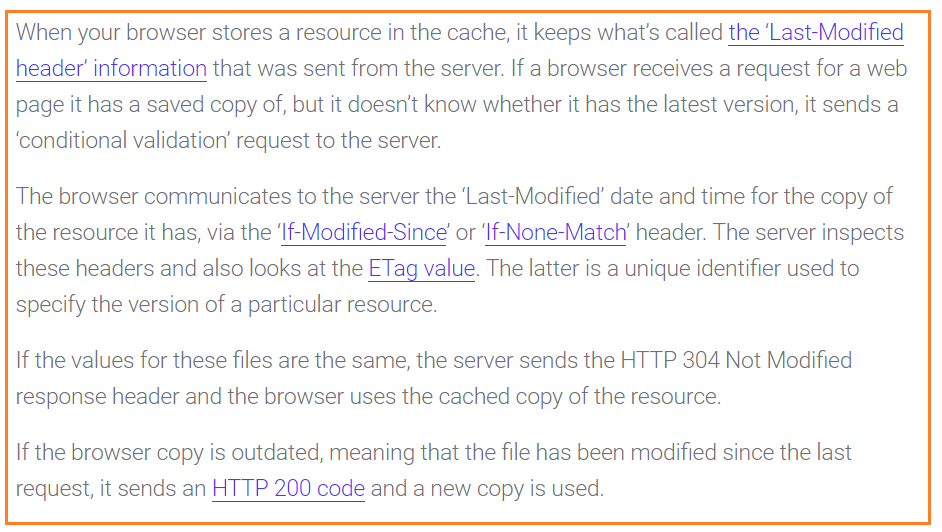 When your browser stores a resource in the cache, it keeps what’s called the ‘Last-Modified
header’ information that was sent from the server. If a browser receives a request for a web
page it has a saved copy of, but it doesn’t know whether it has the latest version, it sends a
‘conditional validation’ request to the server.
The browser communicates to the server the ‘Last-Modified’ date and time for the copy of
the resource it has, via the ‘If-Modified-Since’ or ‘If-None-Match’ header. The server inspects
these headers and also looks at the ETag value. The latter is a unique identifier used to
specify the version of a particular resource.
If the values for these files are the same, the server sends the HTTP 304 Not Modified
response header and the browser uses the cached copy of the resource.
If the browser copy is outdated, meaning that the file has been modified since the last
request, it sends an HTTP 200 code and a new copy is used.